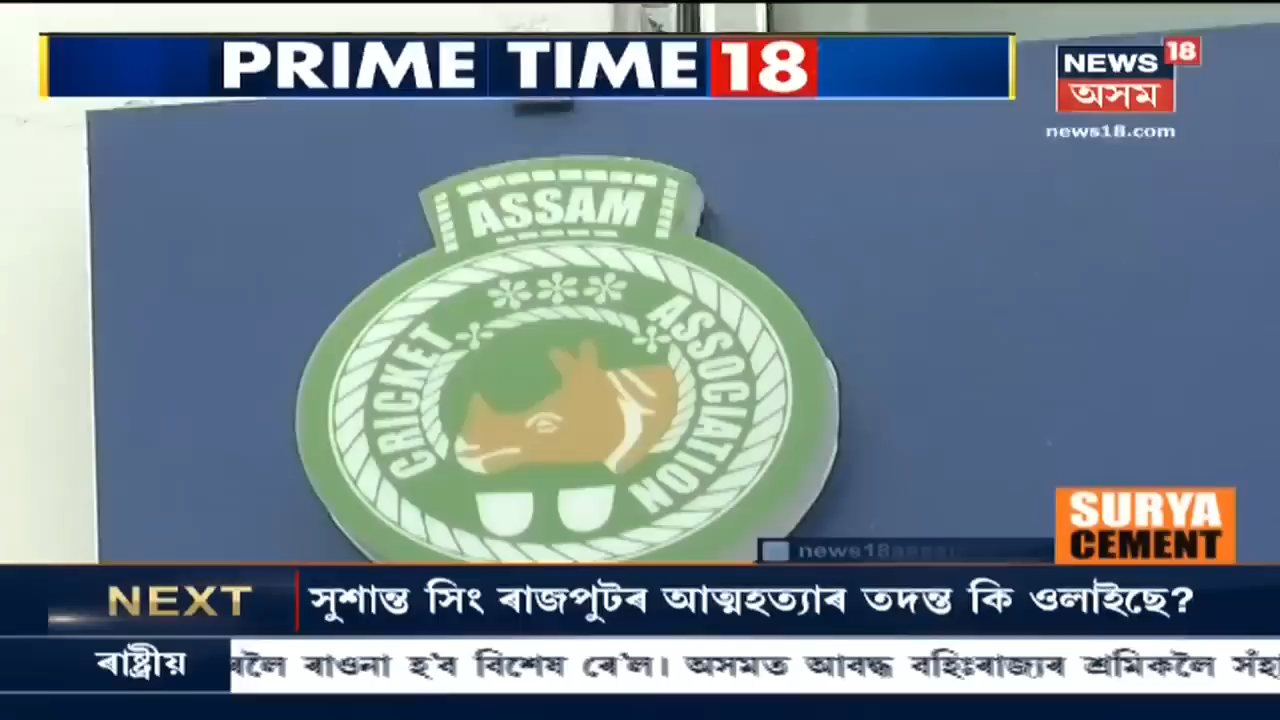 PRIME TIME 18
NEWS 18
অসম
news18.com
ASSAM
CRICKET ASSOCIATION
SURYA
CEMENT
NEXT
সুশান্ত সিং ৰাজপুটৰ আত্মহত্যাৰ তদন্ত কি ওলাইছে?
ৰাষ্ট্ৰীয়
ৰলৈ ৰাওনা হ'ব বিশেষ ৰে'ল। অসমত আবদ্ধ বহিঃৰাজ্যৰ শ্ৰমিকলৈ